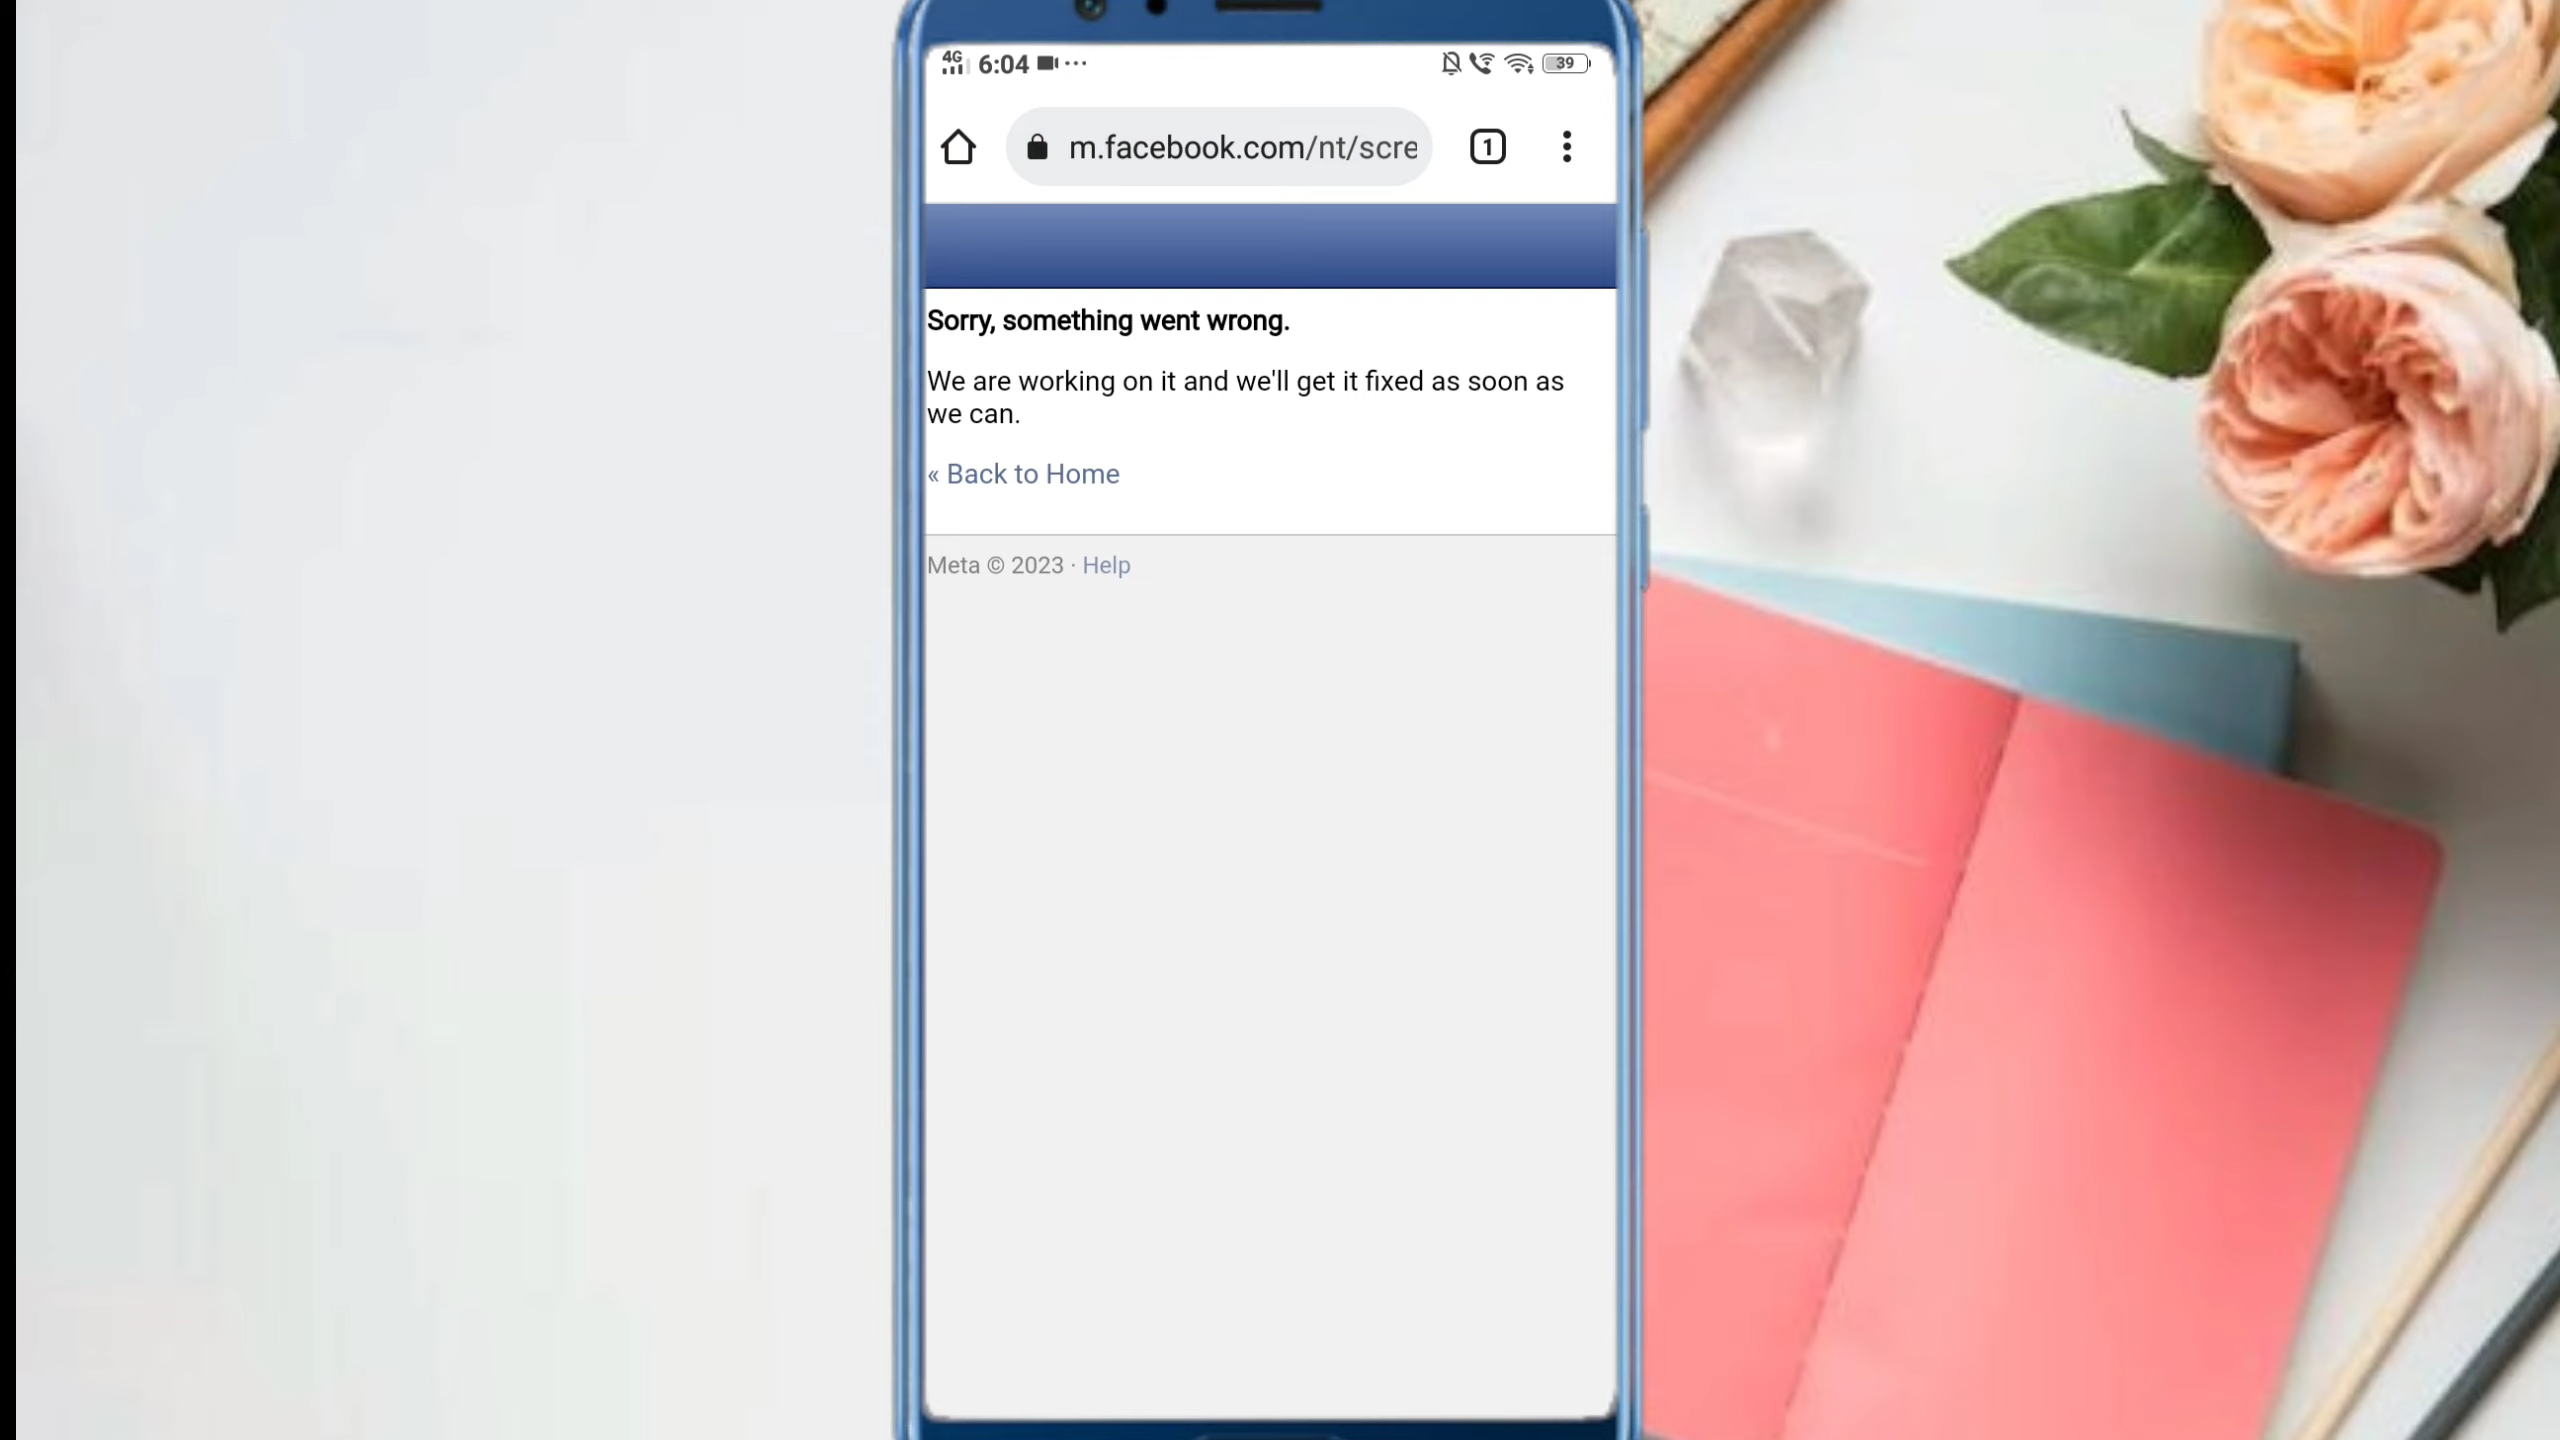 4G 6:04 39
m.facebook.com/nt/scre 1
Sorry, something went wrong.
We are working on it and we'll get it fixed as soon as
we can.
« Back to Home
Meta © 2023 · Help